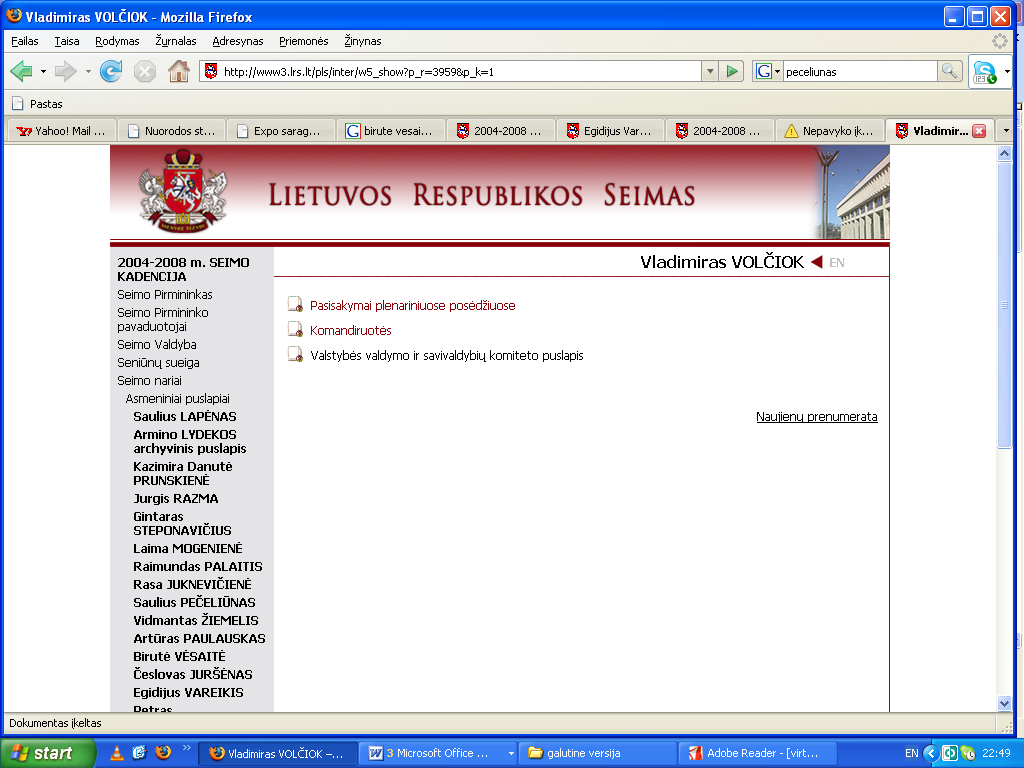 Vladimiras VOLČIOK - Mozilla Firefox
Failas Taisa Rodymas Žurnalas Adresynas Priemonės Žinynas
http://www3.lrs.lt/pls/inter/w5_show?p_r=3959&p_k=1
G peceliunas
Pastas
Yahoo! Mail ... Nuorodos st... Expo sarag... birute vesai... 2004-2008 ... Egidijus Var... 2004-2008 ... Nepavyko įk... Vladimir...
LIETUVOS RESPUBLIKOS SEIMAS
2004-2008 m. SEIMO
KADENCIJA
Seimo Pirmininkas
Seimo Pirmininko
pavaduotojai
Seimo Valdyba
Seniūnų sueiga
Seimo nariai
Asmeniniai puslapiai
Saulius LAPĖNAS
Armino LYDEKOS
archyvinis puslapis
Kazimira Danutė
PRUNSKIENĖ
Jurgis RAZMA
Gintaras
STEPONAVIČIUS
Laima MOGENIENĖ
Raimundas PALAITIS
Rasa JUKNEVIČIENĖ
Saulius PEČELIŪNAS
Vidmantas ŽIEMELIS
Artūras PAULAUSKAS
Birutė VĖSAITĖ
Česlovas JURŠĖNAS
Egidijus VAREIKIS
Petras
Vladimiras VOLČIOK EN
Pasisakymai plenariniuose posėdžiuose
Komandiruotės
Valstybės valdymo ir savivaldybių komiteto puslapis
Naujienų prenumerata
Dokumentas įkeltas
start Vladimiras VOLČIOK –... 3 Microsoft Office ... galutine versija Adobe Reader - [virt... EN 22:49